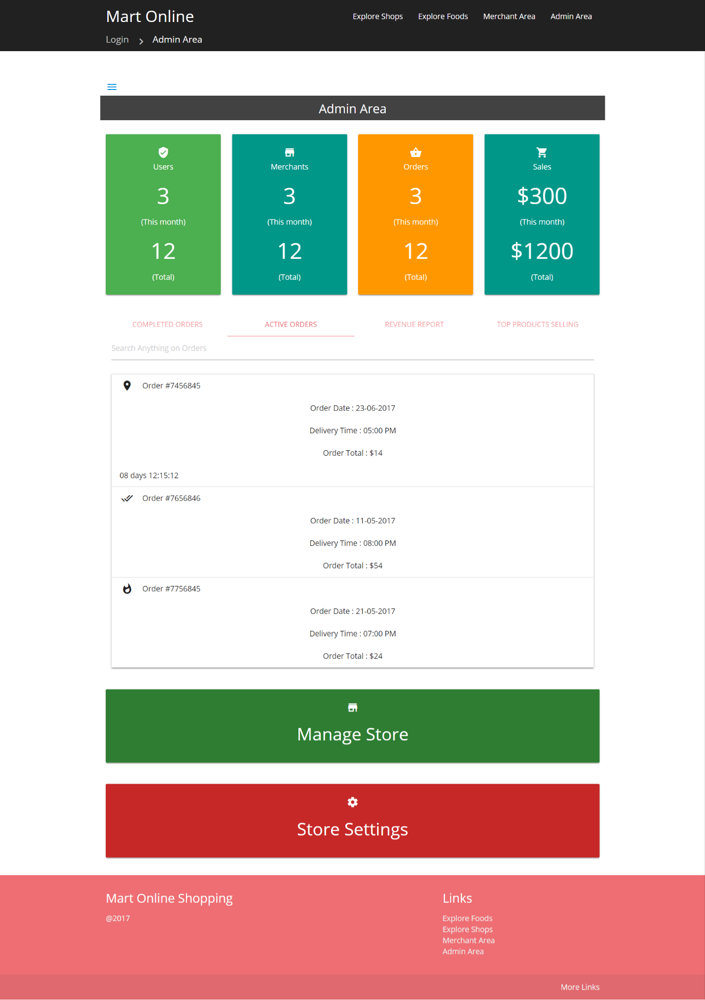 Mart Online
Explore Shops
Explore Foods
Merchant Area
Admin Area
Login
Admin Area
Admin Area
Users
3
(This month)
12
(Total)
Merchants
3
(This month)
12
(Total)
Orders
3
(This month)
12
(Total)
Sales
$300
(This month)
$1200
(Total)
COMPLETED ORDERS
ACTIVE ORDERS
REVENUE REPORT
TOP PRODUCTS SELLING
Search Anything on Orders
Order #7456845
Order Date : 23-06-2017
Delivery Time : 05:00 PM
Order Total : $14
08 days 12:15:12
Order #7656846
Order Date : 11-05-2017
Delivery Time : 08:00 PM
Order Total : $54
Order #7756845
Order Date : 21-05-2017
Delivery Time : 07:00 PM
Order Total : $24
Manage Store
Store Settings
Mart Online Shopping
@2017
Links
Explore Foods
Explore Shops
Merchant Area
Admin Area
More Links